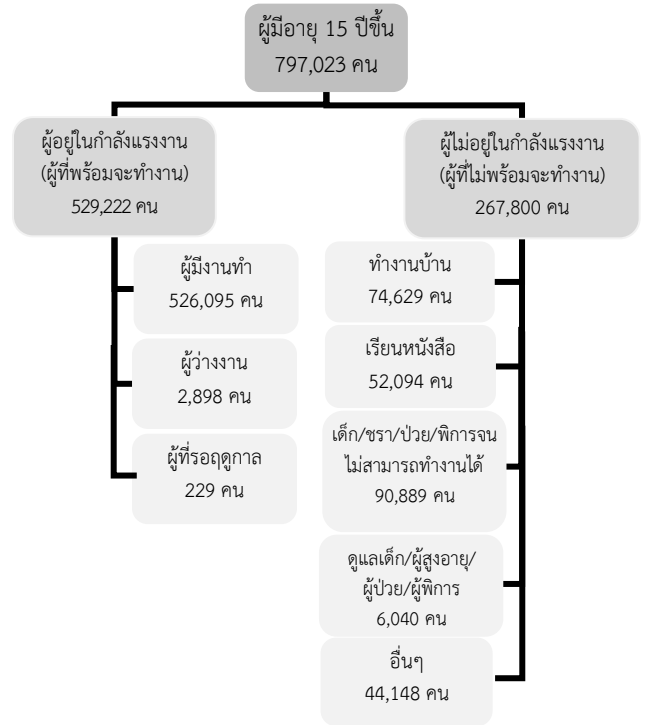 ผู้มีอายุ 15 ปีขึ้น
797,023 คน
ผู้อยู่ในกำลังแรงงาน
(ผู้ที่พร้อมจะทำงาน)
529,222 คน
ผู้มีงานทำ
526,095 คน
ผู้ว่างงาน
2,898 คน
ผู้ที่รอฤดูกาล
229 คน
ผู้ไม่อยู่ในกำลังแรงงาน
(ผู้ที่ไม่พร้อมจะทำงาน)
267,800 คน
ทำงานบ้าน
74,629 คน
เรียนหนังสือ
52,094 คน
เด็ก/ชรา/ป่วย/พิการจน
ไม่สามารถทำงานได้
90,889 คน
ดูแลเด็ก/ผู้สูงอายุ/
ผู้ป่วย/ผู้พิการ
6,040 คน
อื่นๆ
44,148 คน